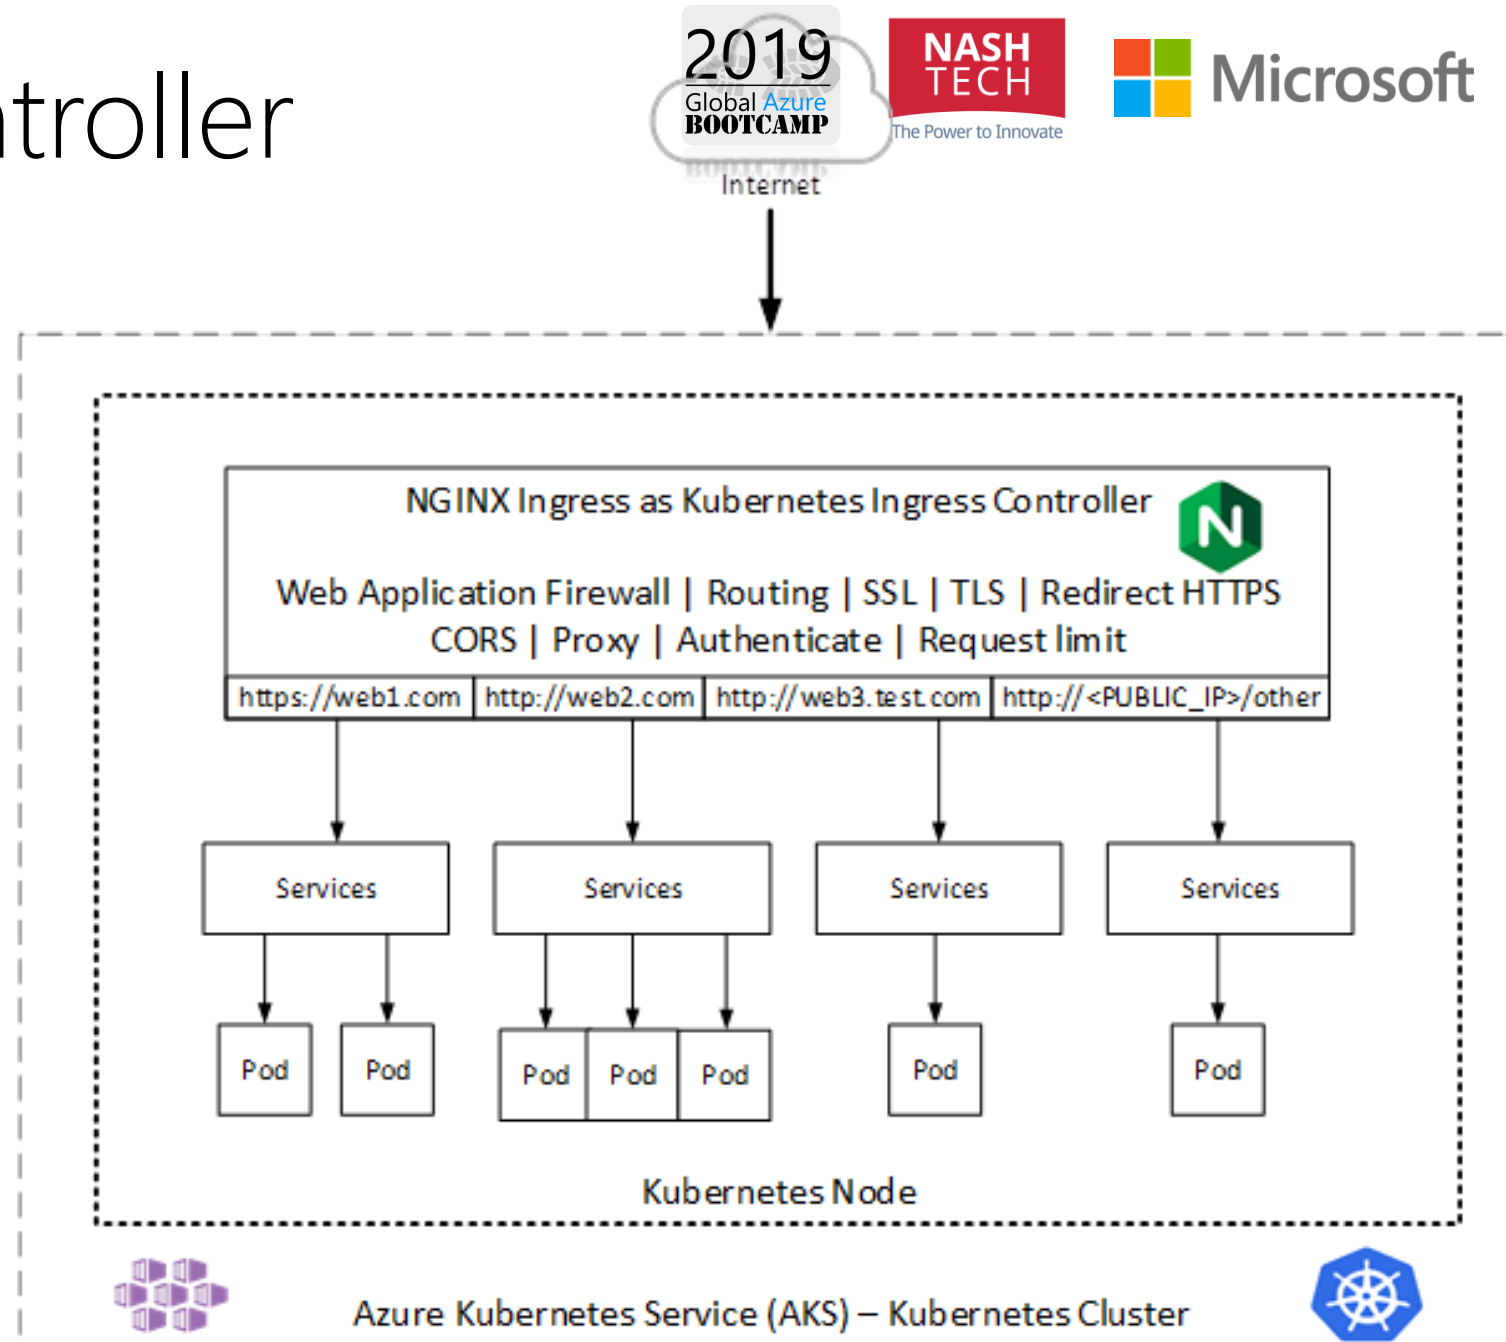 ntroller
2019
Global Azure
BOOTCAMP
NASH
TECH
The Power to Innovate
Microsoft
Internet
NGINX Ingress as Kubernetes Ingress Controller
Web Application Firewall | Routing | SSL | TLS | Redirect HTTPS
CORS | Proxy | Authenticate | Request limit
https://web1.com
http://web2.com
http://web3.test.com
http://<PUBLIC_IP>/other
Services
Services
Services
Services
Pod
Pod
Pod
Pod
Pod
Pod
Pod
Kubernetes Node
Azure Kubernetes Service (AKS) – Kubernetes Cluster